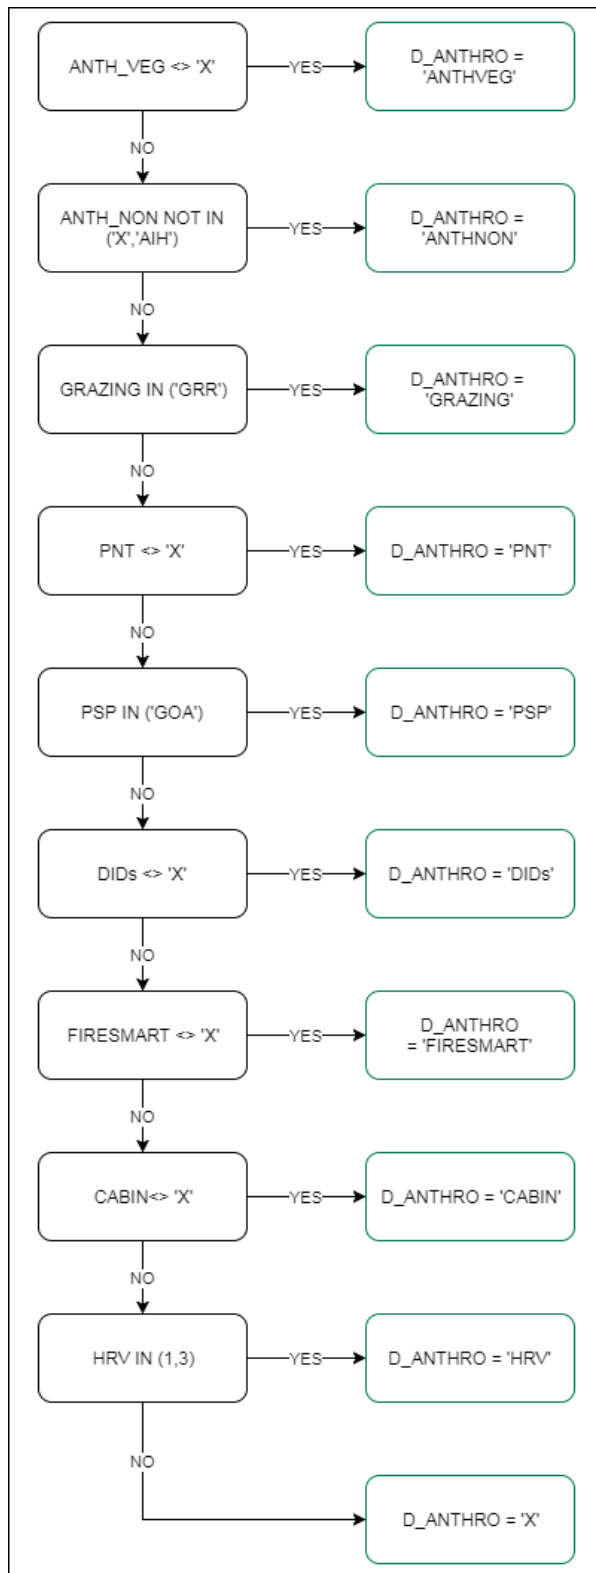 ANTH_VEG <> 'X'
YES
D_ANTHRO =
'ANTHVEG'
NO
ANTH_NON NOT IN
('X','AIH')
YES
D_ANTHRO =
'ANTHNON'
NO
GRAZING IN ('GRR')
YES
D_ANTHRO =
'GRAZING'
NO
PNT <> 'X'
YES
D_ANTHRO = 'PNT'
NO
PSP IN ('GOA')
YES
D_ANTHRO = 'PSP'
NO
DIDs <> 'X'
YES
D_ANTHRO = 'DIDs'
NO
FIRESMART <> 'X'
YES
D_ANTHRO
= 'FIRESMART'
NO
CABIN<> 'X'
YES
D_ANTHRO = 'CABIN'
NO
HRV IN (1,3)
YES
D_ANTHRO = 'HRV'
NO
D_ANTHRO = 'X'